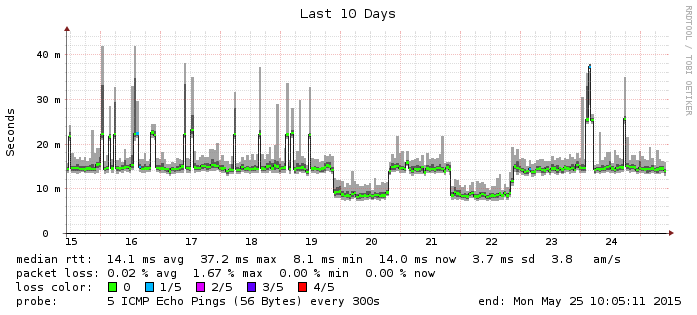 Last 10 Days
RRDTOOL / TOBI OETIKER
Seconds
40 m
30 m
20 m
10 m
0
15 16 17 18 19 20 21 22 23 24
median rtt: 14.1 ms avg 37.2 ms max 8.1 ms min 14.0 ms now 3.7 ms sd 3.8 am/s
packet loss: 0.02 % avg 1.67 % max 0.00 % min 0.00 % now
loss color: 0 1/5 2/5 3/5 4/5
probe: 5 ICMP Echo Pings (56 Bytes) every 300s end: Mon May 25 10:05:11 2015